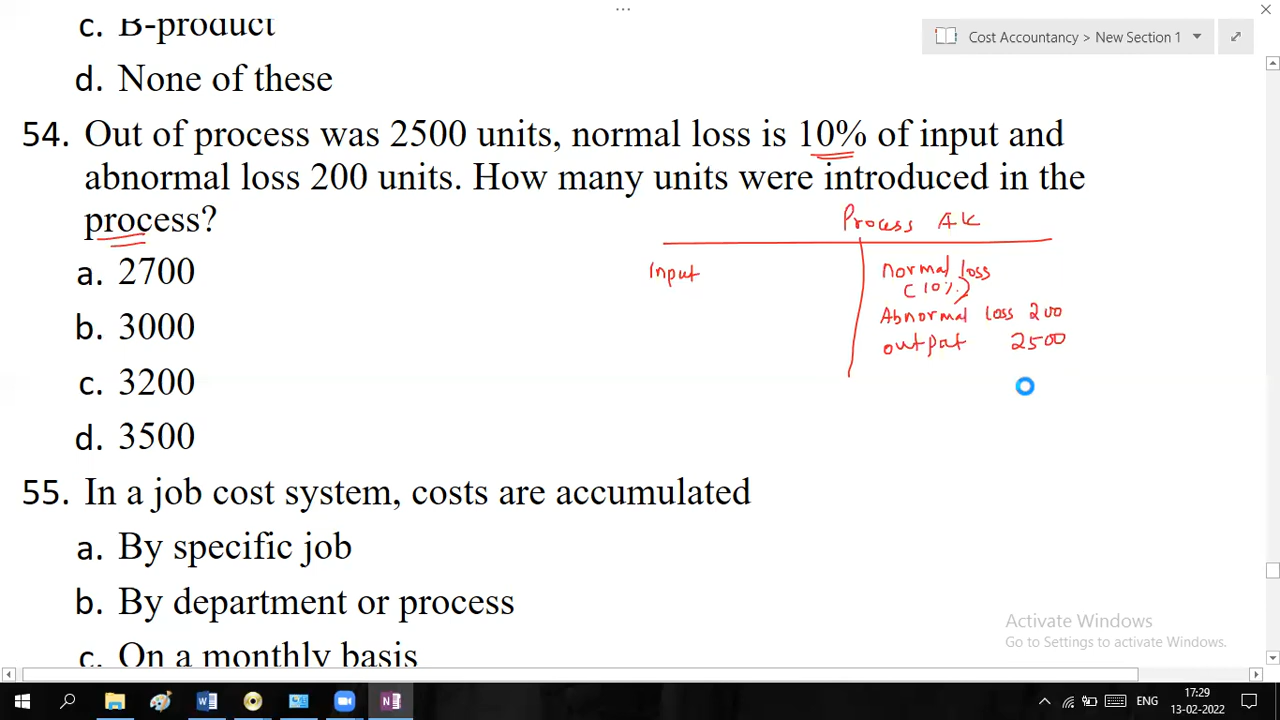 ...
Cost Accountancy > New Section 1
c. B-product
d. None of these
54. Out of process was 2500 units, normal loss is 10% of input and
abnormal loss 200 units. How many units were introduced in the
process?
Process A/c
Input
normal loss
(10%)
Abnormal loss 200
output 2500
a. 2700
b. 3000
c. 3200
d. 3500
55. In a job cost system, costs are accumulated
a. By specific job
b. By department or process
c. On a monthly basis
Activate Windows
Go to Settings to activate Windows.
ENG
17:29
13-02-2022